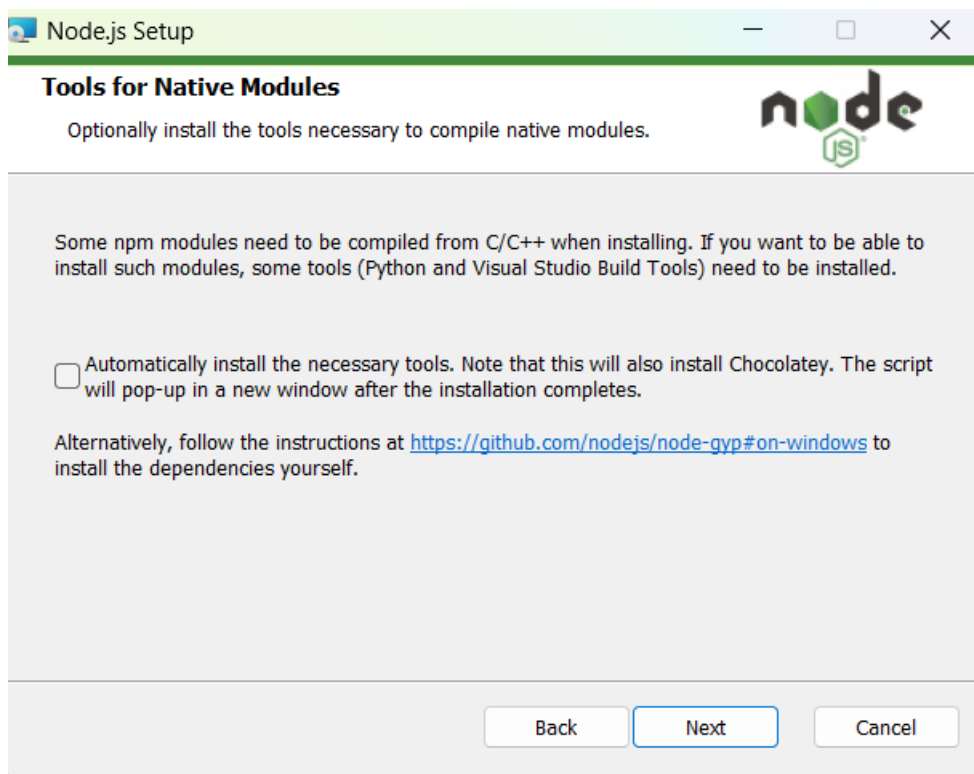 Node.js Setup
Tools for Native Modules
Optionally install the tools necessary to compile native modules.
node
JS
Some npm modules need to be compiled from C/C++ when installing. If you want to be able to
install such modules, some tools (Python and Visual Studio Build Tools) need to be installed.
Automatically install the necessary tools. Note that this will also install Chocolatey. The script
will pop-up in a new window after the installation completes.
Alternatively, follow the instructions at https://github.com/nodejs/node-gyp#on-windows to
install the dependencies yourself.
Back Next Cancel